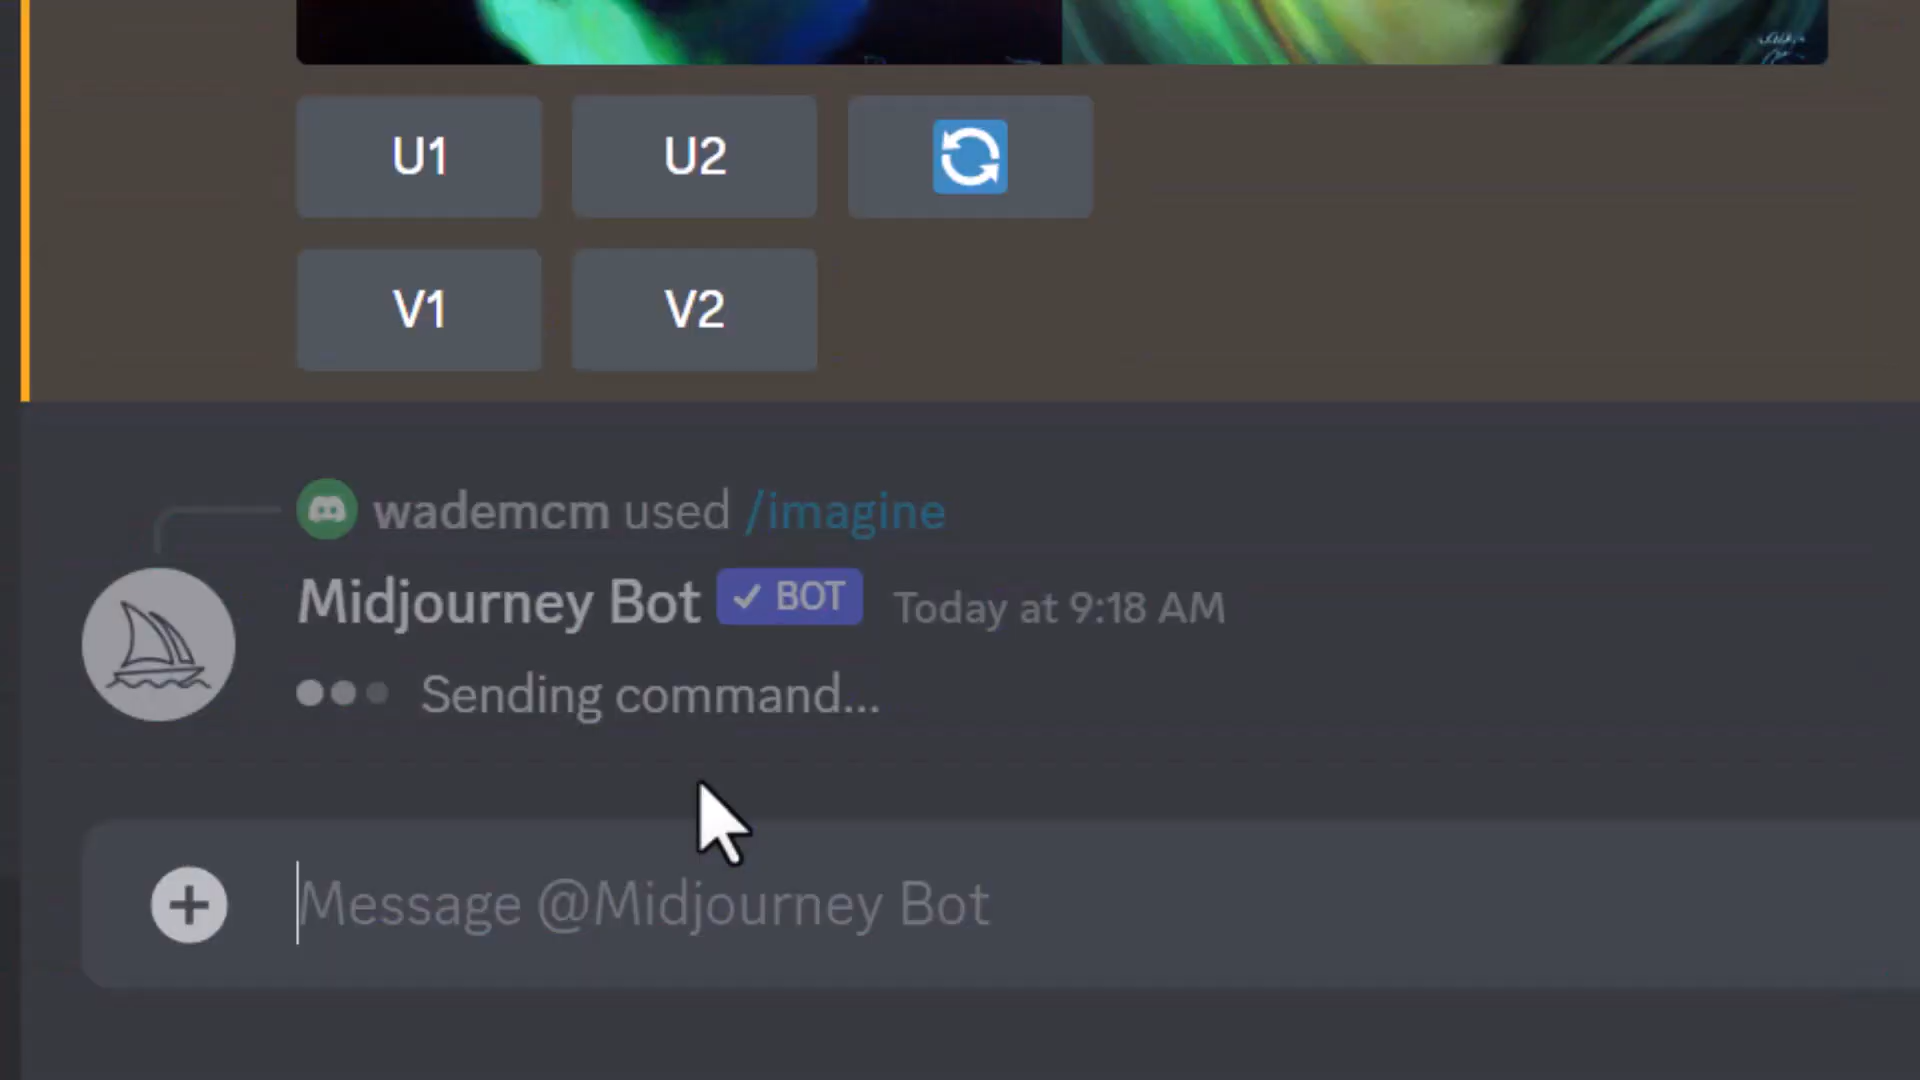 U1 U2
V1 V2
wademcm used /imagine
Midjourney Bot ✓ BOT Today at 9:18 AM
Sending command...
Message @Midjourney Bot